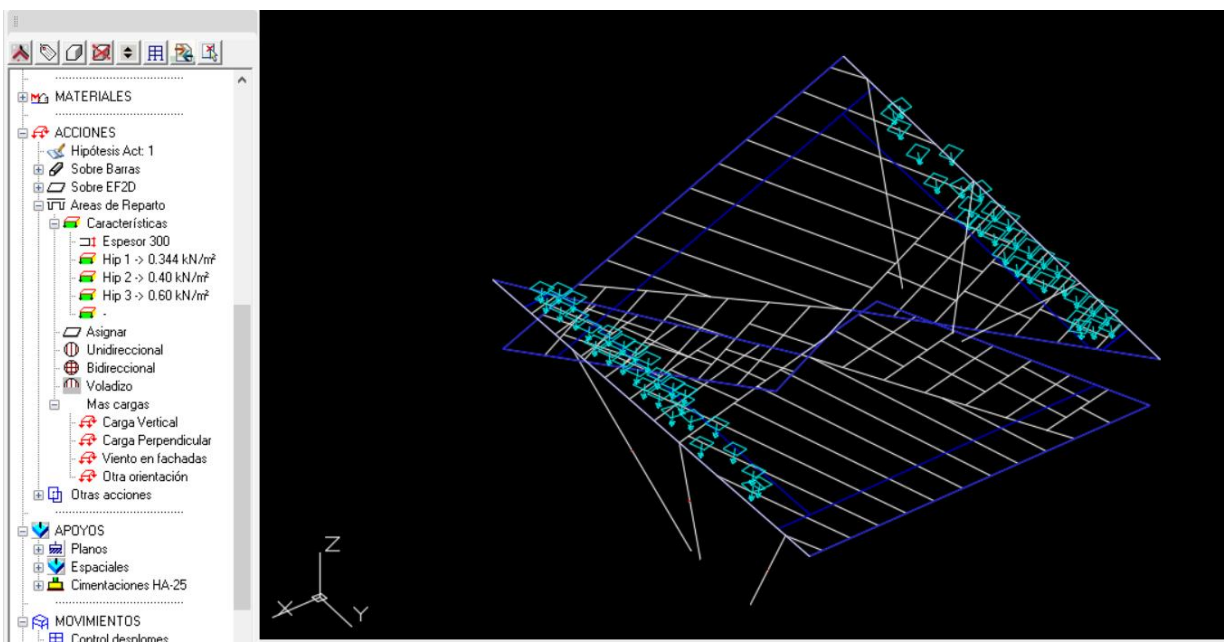 MATERIALES
ACCIONES
Hipótesis Act: 1
Sobre Barras
Sobre EF2D
Areas de Reparto
Características
Espesor 300
Hip 1 -> 0.344 kN/m²
Hip 2 -> 0.40 kN/m²
Hip 3 -> 0.60 kN/m²
-
Asignar
Unidireccional
Bidireccional
Voladizo
Mas cargas
Carga Vertical
Carga Perpendicular
Viento en fachadas
Otra orientación
Otras acciones
APOYOS
Planos
Espaciales
Cimentaciones HA-25
MOVIMIENTOS
Control desplomes
Z
X
Y